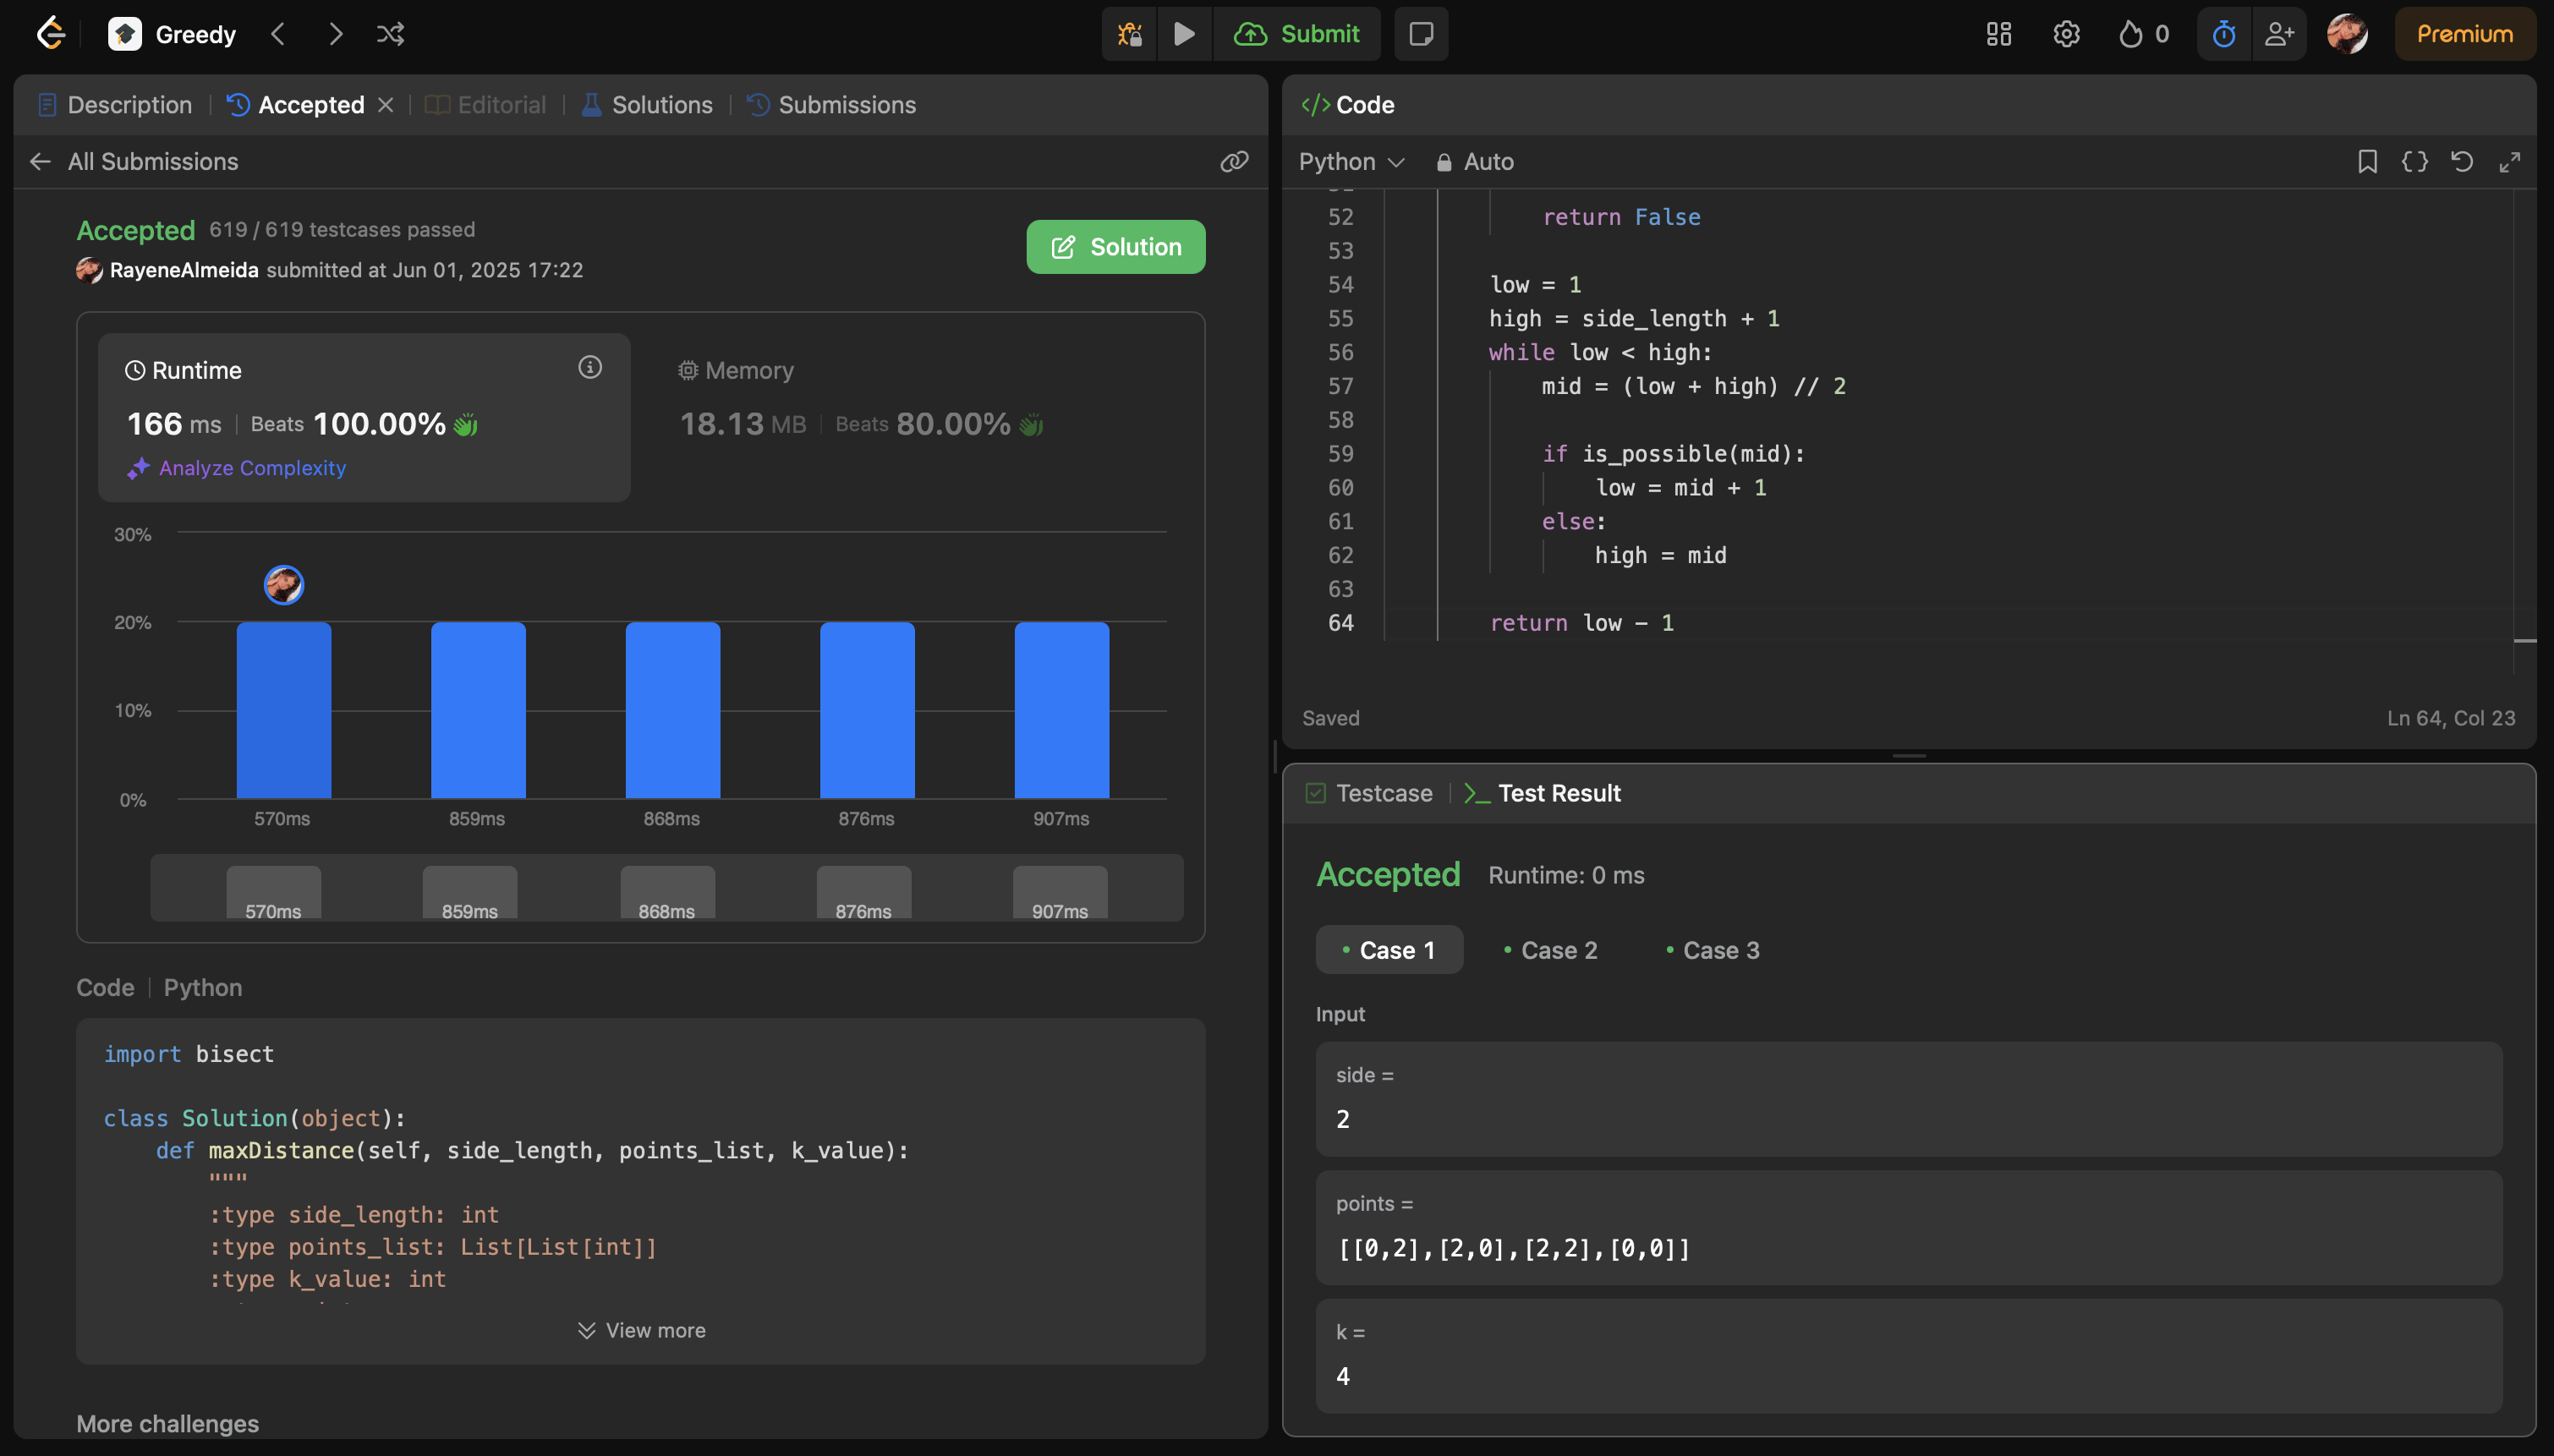 Greedy
Submit
0
Premium
Description
Accepted
Editorial
Solutions
Submissions
All Submissions
Accepted 619 / 619 testcases passed
RayeneAlmeida submitted at Jun 01, 2025 17:22
Solution
Runtime
166 ms Beats 100.00%
Analyze Complexity
Memory
18.13 MB Beats 80.00%
30%
20%
10%
0%
570ms 859ms 868ms 876ms 907ms
570ms 859ms 868ms 876ms 907ms
Code | Python
import bisect
class Solution(object):
    def maxDistance(self, side_length, points_list, k_value):
        """
        :type side_length: int
        :type points_list: List[List[int]]
        :type k_value: int
View more
More challenges
</> Code
Python
Auto
52 return False
53
54 low = 1
55 high = side_length + 1
56 while low < high:
57     mid = (low + high) // 2
58
59     if is_possible(mid):
60         low = mid + 1
61     else:
62         high = mid
63
64 return low - 1
Saved
Ln 64, Col 23
Testcase
>_ Test Result
Accepted Runtime: 0 ms
• Case 1 • Case 2 • Case 3
Input
side =
2
points =
[[0,2],[2,0],[2,2],[0,0]]
k =
4